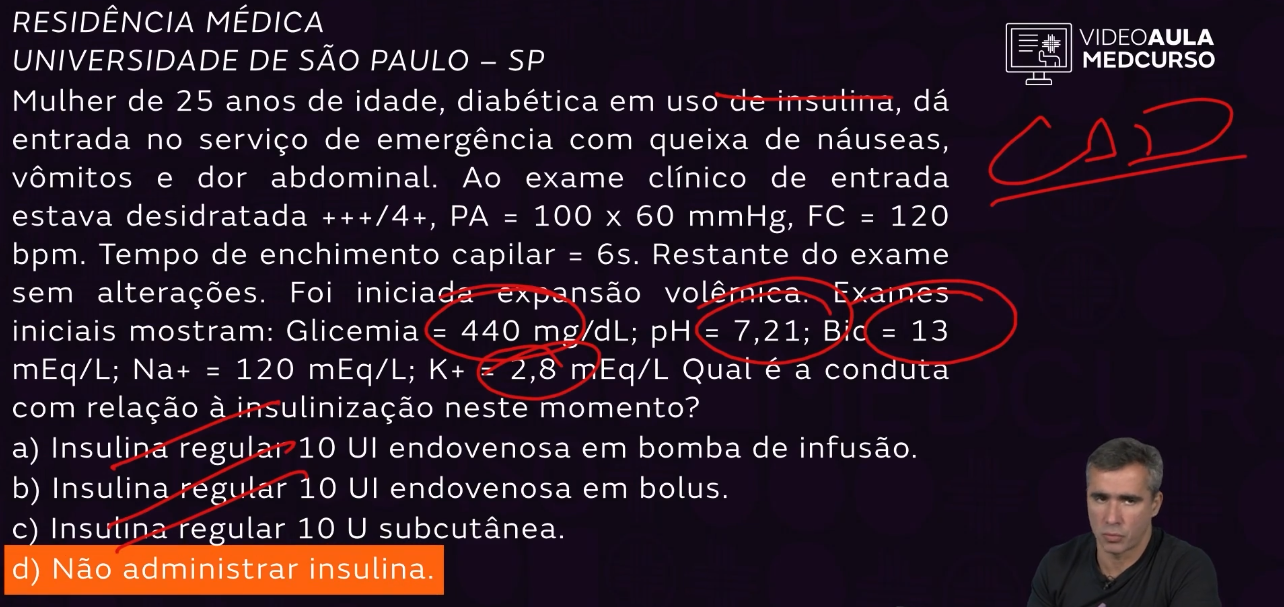 RESIDÊNCIA MÉDICA
UNIVERSIDADE DE SÃO PAULO – SP
Mulher de 25 anos de idade, diabética em uso de insulina, dá
entrada no serviço de emergência com queixa de náuseas,
vômitos e dor abdominal. Ao exame clínico de entrada
estava desidratada +++/4+, PA = 100 x 60 mmHg, FC = 120
bpm. Tempo de enchimento capilar = 6s. Restante do exame
sem alterações. Foi iniciada expansão volêmica. Exames
iniciais mostram: Glicemia = 440 mg/dL; pH = 7,21; Bic = 13
mEq/L; Na+ = 120 mEq/L; K+ = 2,8 mEq/L Qual é a conduta
com relação à insulinização neste momento?
a) Insulina regular 10 UI endovenosa em bomba de infusão.
b) Insulina regular 10 UI endovenosa em bolus.
c) Insulina regular 10 U subcutânea.
d) Não administrar insulina.
VIDEOAULA
MEDCURSO
CAD